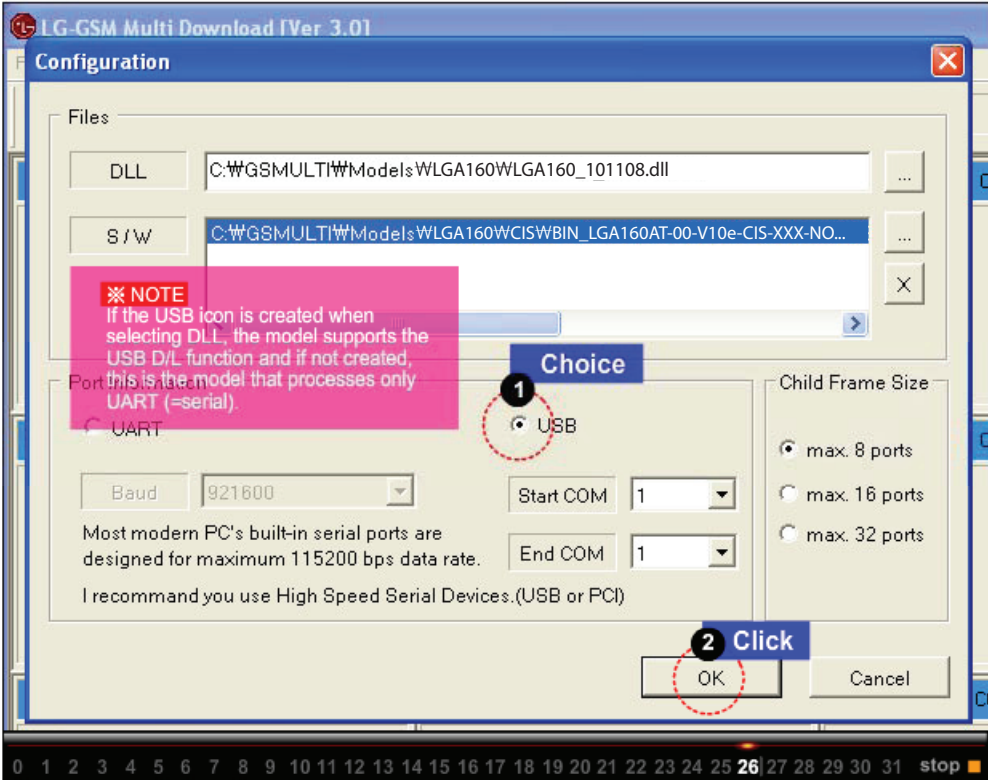 LG-GSM Multi Download [Ver 3.0]
Configuration
Files
DLL
C:₩GSMULTI₩Models₩LGA160₩LGA160_101108.dll
...
S/W
C:₩GSMULTI₩Models₩LGA160₩CIS₩BIN_LGA160AT-00-V10e-CIS-XXX-NO...
...
X
※ NOTE
If the USB icon is created when
selecting DLL, the model supports the
USB D/L function and if not created,
this is the model that processes only
UART (=serial).
Port Information
UART
Choice
1
USB
Child Frame Size
max. 8 ports
max. 16 ports
max. 32 ports
Baud
921600
Start COM
1
End COM
1
Most modern PC's built-in serial ports are
designed for maximum 115200 bps data rate.
I recommand you use High Speed Serial Devices.(USB or PCI)
2
Click
OK
Cancel
0 1 2 3 4 5 6 7 8 9 10 11 12 13 14 15 16 17 18 19 20 21 22 23 24 25 26 27 28 29 30 31 stop